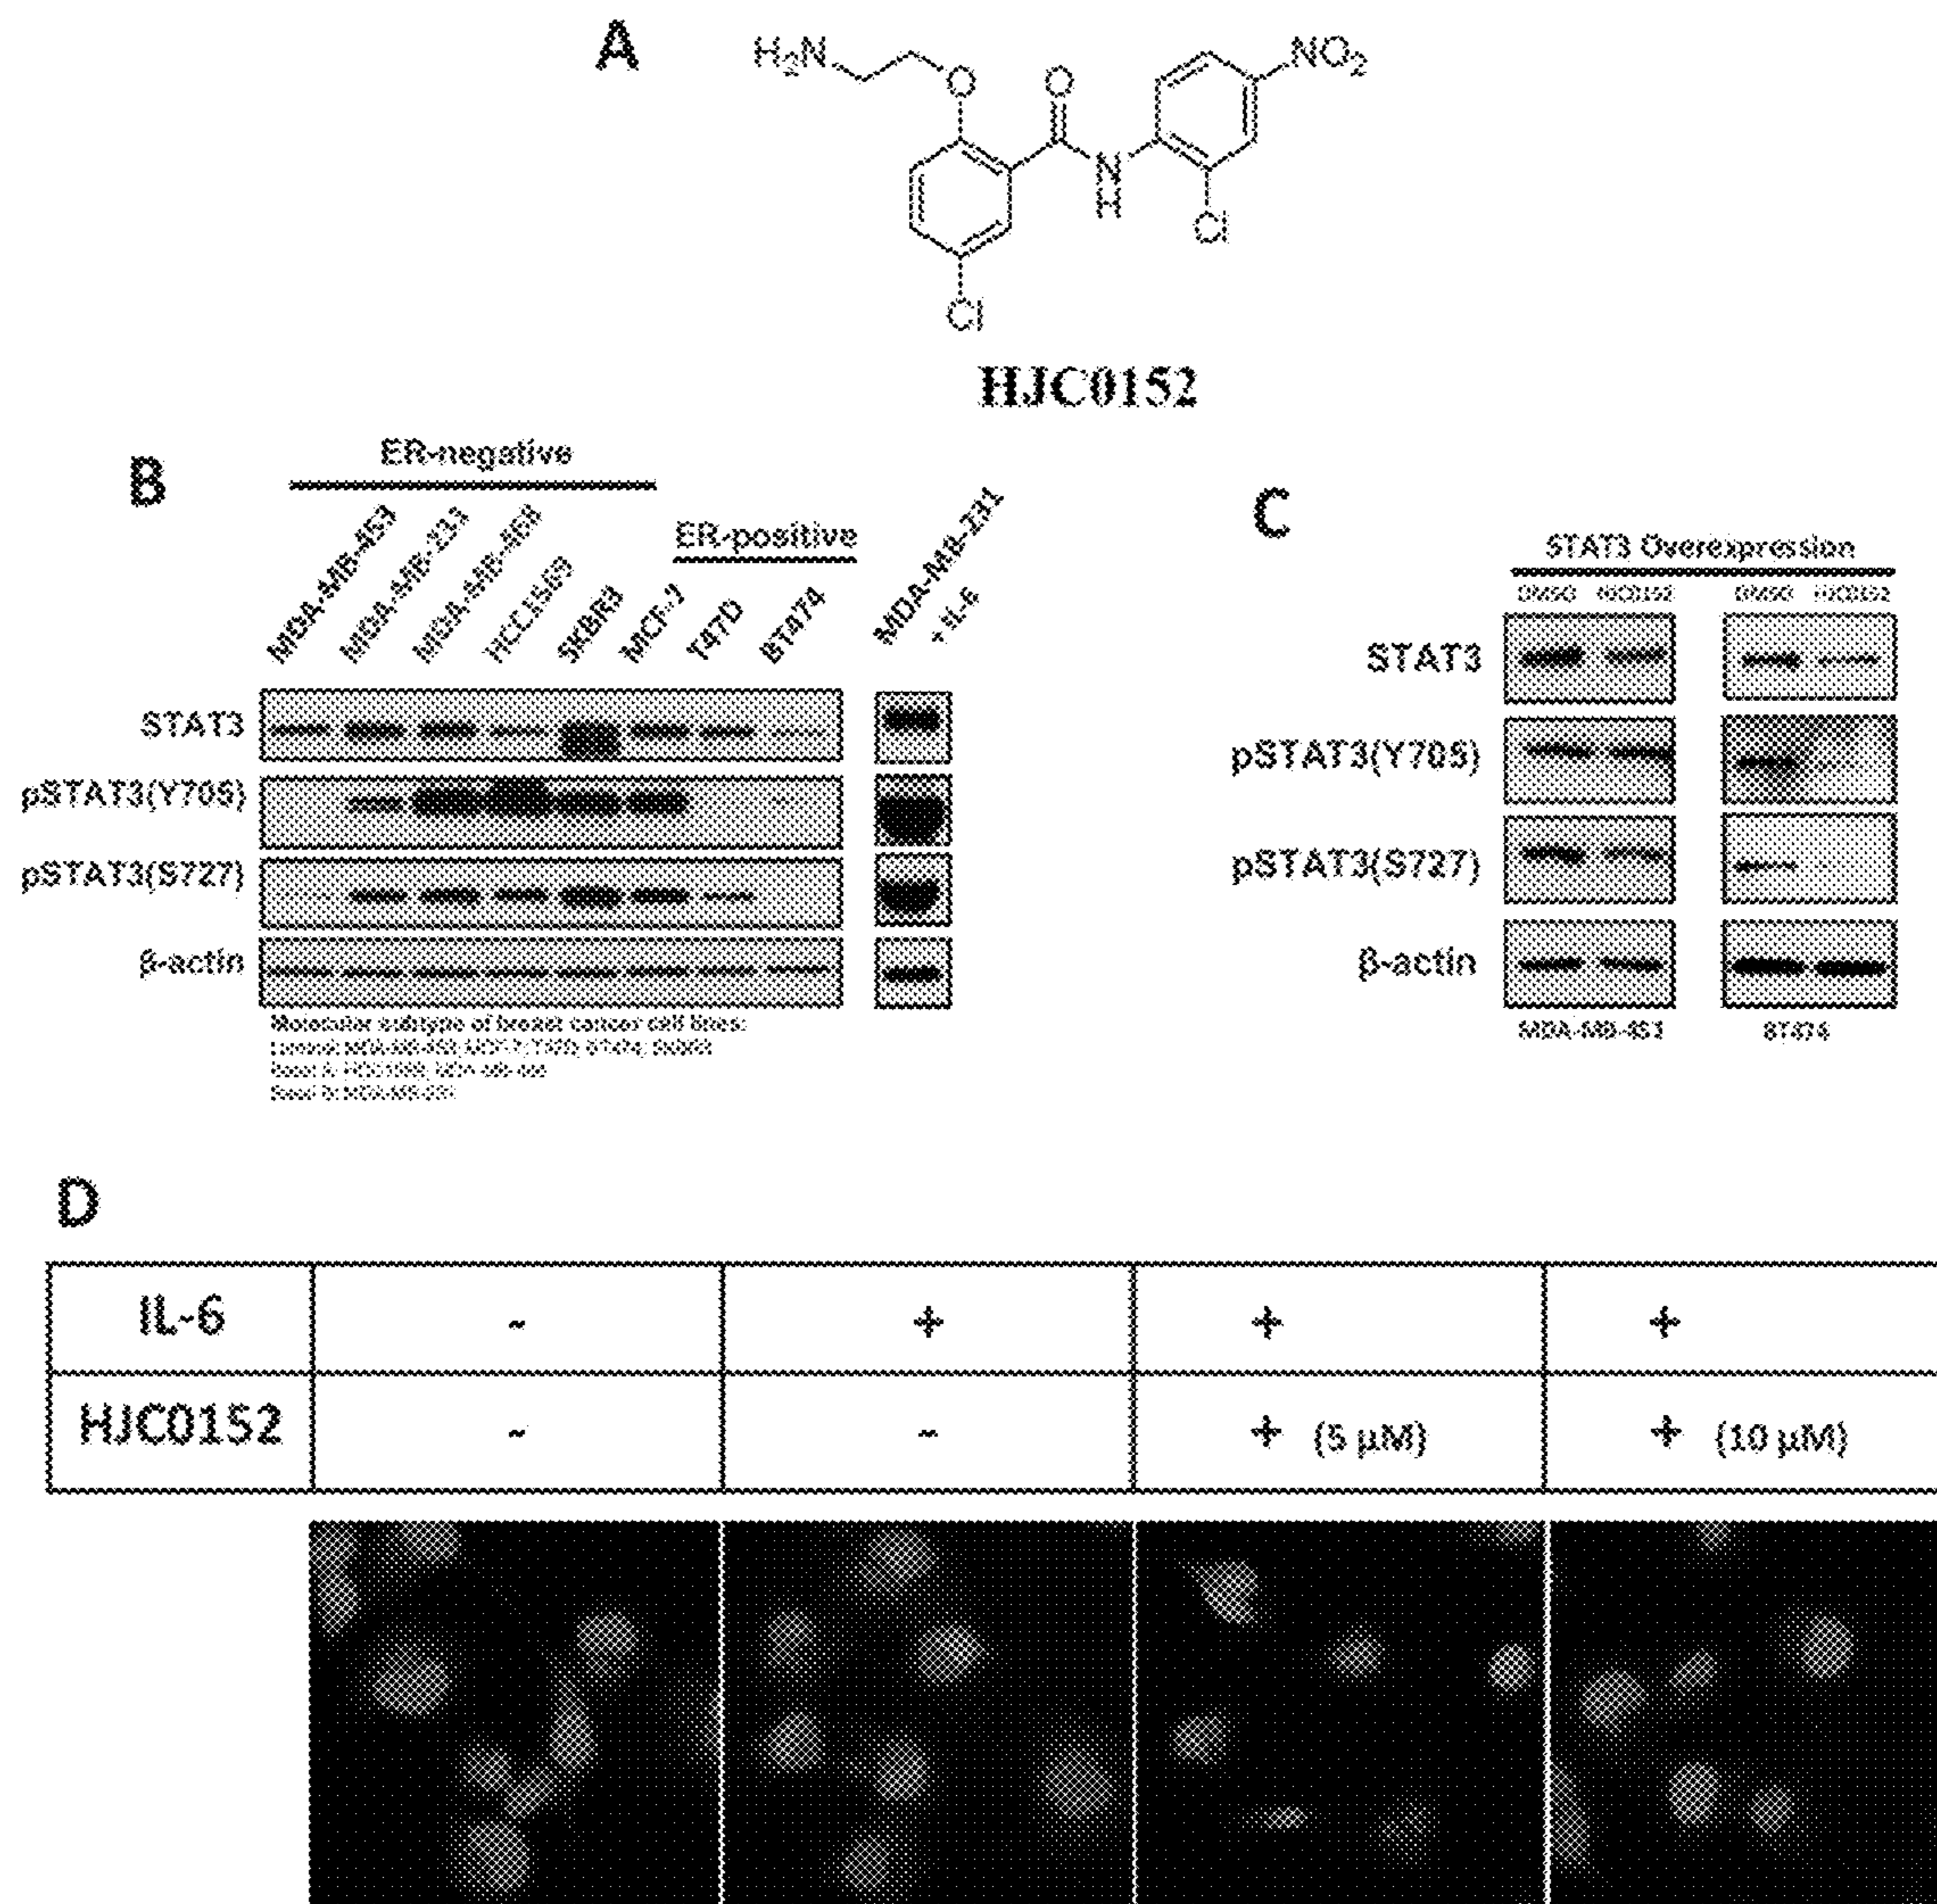 A
H₂N
O
O
NO₂
N
H
Cl
Cl
HJC0152
B
ER-negative
ER-positive
MDA-MB-453
MDA-MB-231
MDA-MB-468
HCC1569
SKBR3
MCF-7
T47D
BT474
MDA-MB-231
+ IL-6
STAT3
pSTAT3(Y705)
pSTAT3(S727)
β-actin
Molecular subtype of breast cancer cell lines:
C
STAT3 Overexpression
DMSO HJC0152 DMSO HJC0152
STAT3
pSTAT3(Y705)
pSTAT3(S727)
β-actin
MDA-MB-453 BT474
D
IL-6 - + + +
HJC0152 - - + (5 μM) + (10 μM)